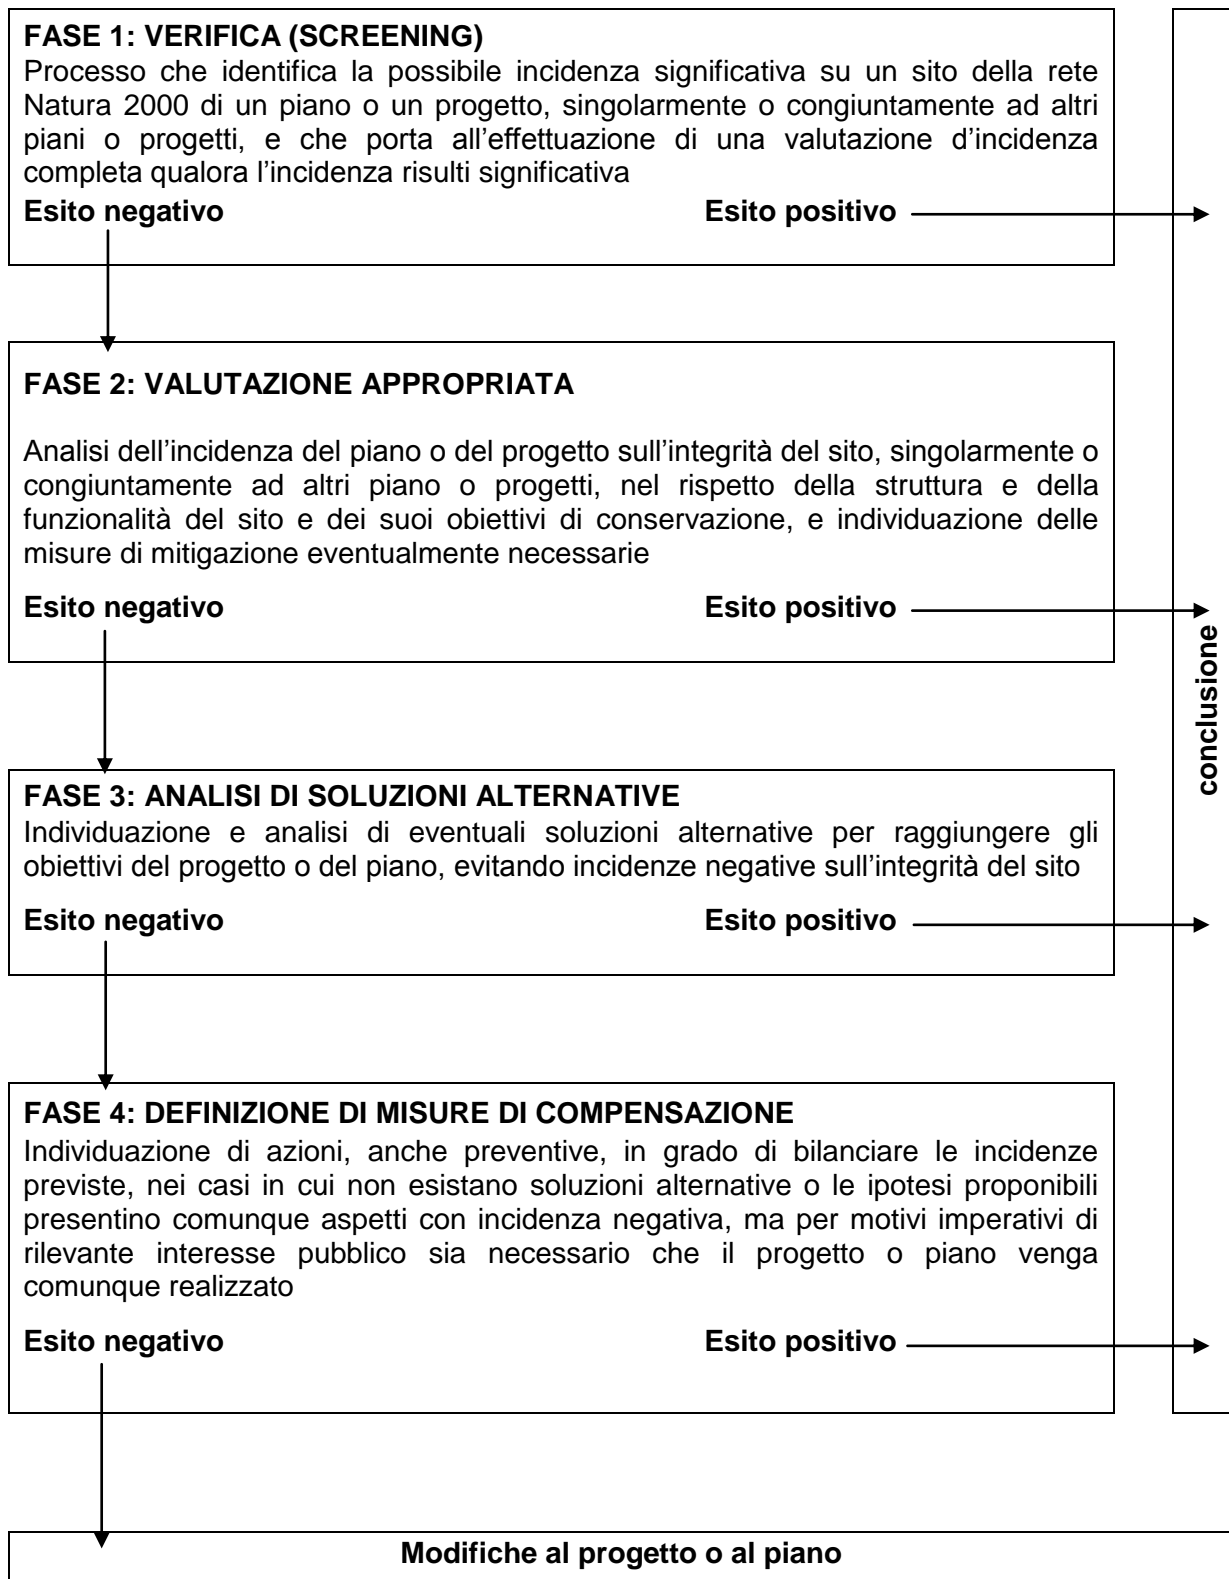 FASE 1: VERIFICA (SCREENING)
Processo che identifica la possibile incidenza significativa su un sito della rete
Natura 2000 di un piano o un progetto, singolarmente o congiuntamente ad altri
piani o progetti, e che porta all’effettuazione di una valutazione d’incidenza
completa qualora l’incidenza risulti significativa
Esito negativo Esito positivo
FASE 2: VALUTAZIONE APPROPRIATA
Analisi dell’incidenza del piano o del progetto sull’integrità del sito, singolarmente o
congiuntamente ad altri piano o progetti, nel rispetto della struttura e della
funzionalità del sito e dei suoi obiettivi di conservazione, e individuazione delle
misure di mitigazione eventualmente necessarie
Esito negativo Esito positivo
conclusione
FASE 3: ANALISI DI SOLUZIONI ALTERNATIVE
Individuazione e analisi di eventuali soluzioni alternative per raggiungere gli
obiettivi del progetto o del piano, evitando incidenze negative sull’integrità del sito
Esito negativo Esito positivo
FASE 4: DEFINIZIONE DI MISURE DI COMPENSAZIONE
Individuazione di azioni, anche preventive, in grado di bilanciare le incidenze
previste, nei casi in cui non esistano soluzioni alternative o le ipotesi proponibili
presentino comunque aspetti con incidenza negativa, ma per motivi imperativi di
rilevante interesse pubblico sia necessario che il progetto o piano venga
comunque realizzato
Esito negativo Esito positivo
Modifiche al progetto o al piano